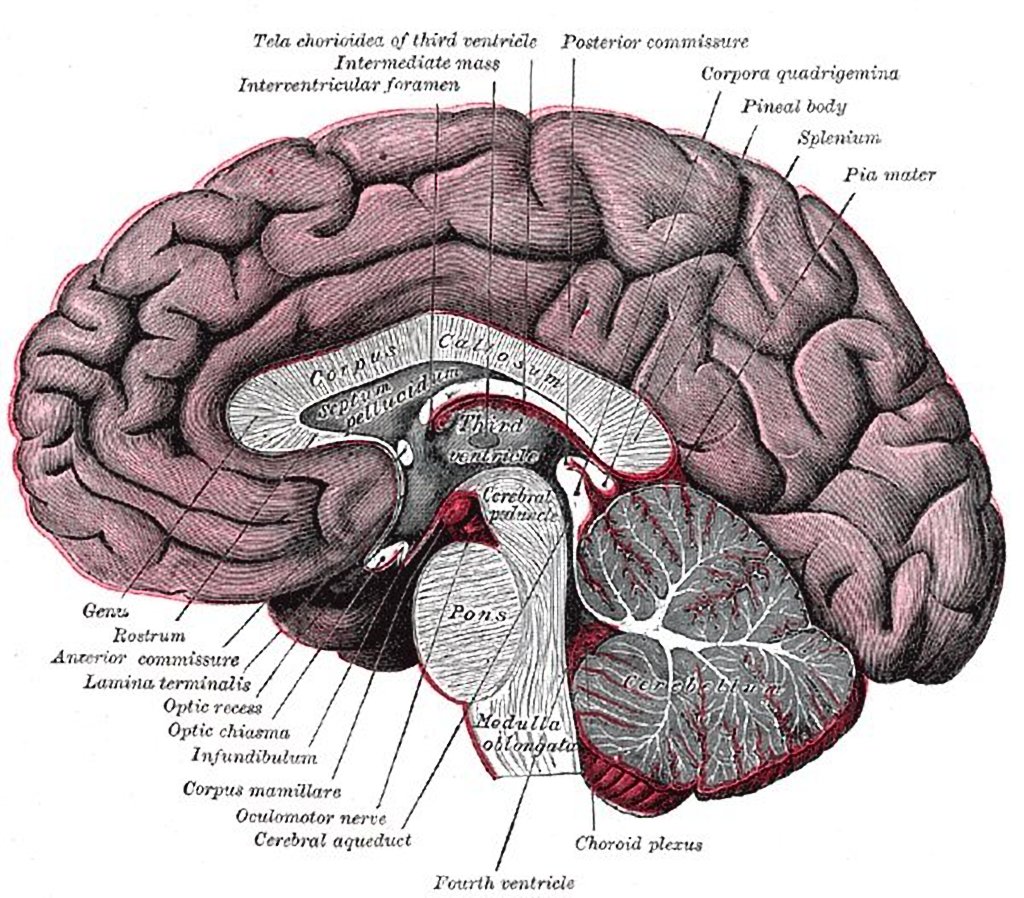 Tela chorioidea of third ventricle
Posterior commissure
Intermediate mass
Corpora quadrigemina
Interventricular foramen
Pineal body
Splenium
Pia mater
Corpus Callosum
septum
pellucidum
Third
ventricle
Cerebral
peduncle
Pons
Cerebellum
Medulla
oblongata
Genu
Rostrum
Anterior commissure
Lamina terminalis
Optic recess
Optic chiasma
Infundibulum
Corpus mamillare
Oculomotor nerve
Cerebral aqueduct
Choroid plexus
Fourth ventricle